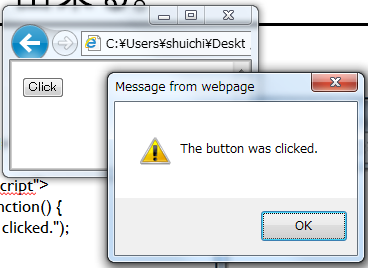 C:¥Users¥shuichi¥Deskt
Click
Message from webpage
The button was clicked.
OK
cript">
nction() {
clicked.");